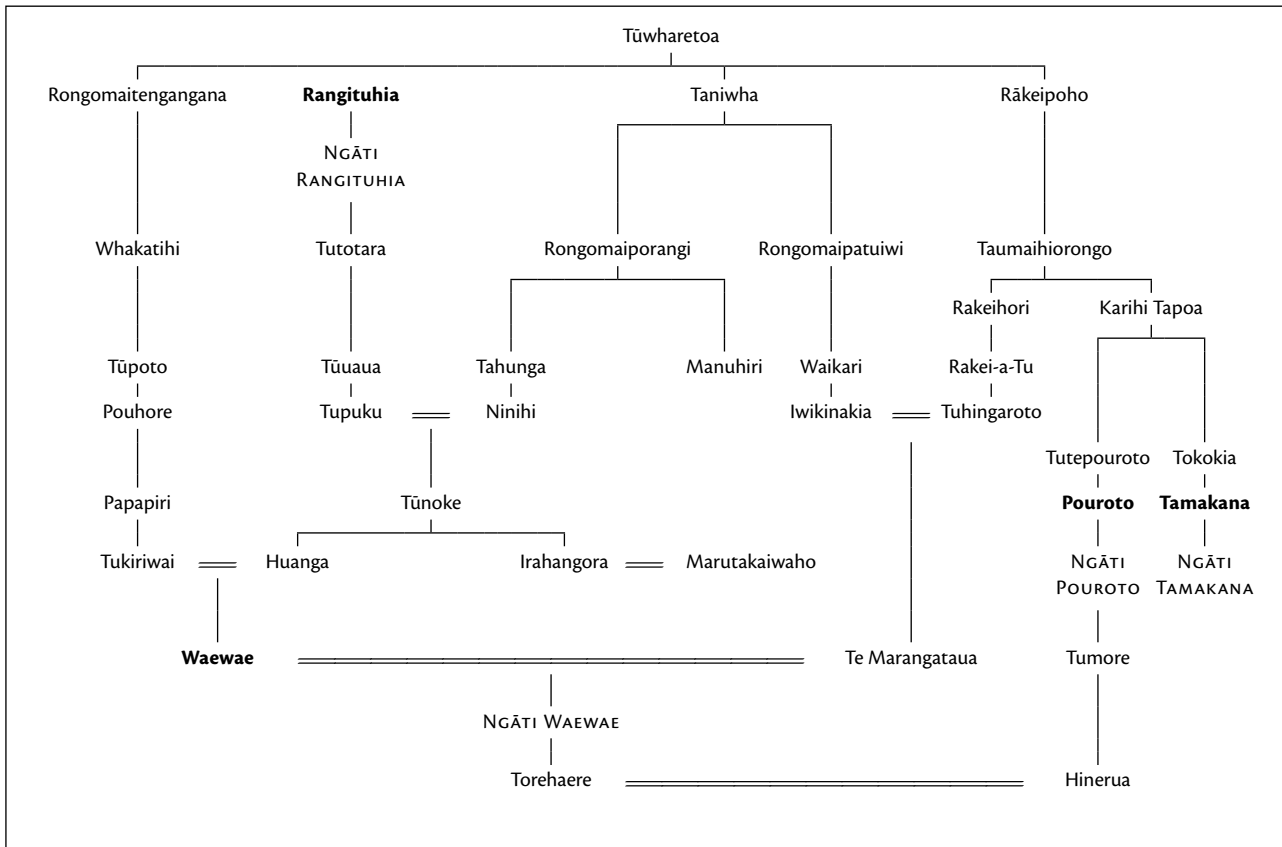 Tūwharetoa
Rongomaitengangana Rangituhia Taniwha Rākeipoho
Ngāti
Rangituhia
Whakatihi Tutotara Rongomaiporangi Rongomaipatuiwi Taumaihiorongo
Rakeihori Karihi Tapoa
Tūpoto Tūuaua Tahunga Manuhiri Waikari Rakei-a-Tu
Pouhore Tupuku Ninihi Iwikinakia Tuhingaroto
Tutepouroto Tokokia
Papapiri Tūnoke Pouroto Tamakana
Tukiriwai Huanga Irahangora Marutakaiwaho Ngāti Ngāti
Pouroto Tamakana
Waewae Te Marangataua Tumore
Ngāti Waewae
Torehaere Hinerua